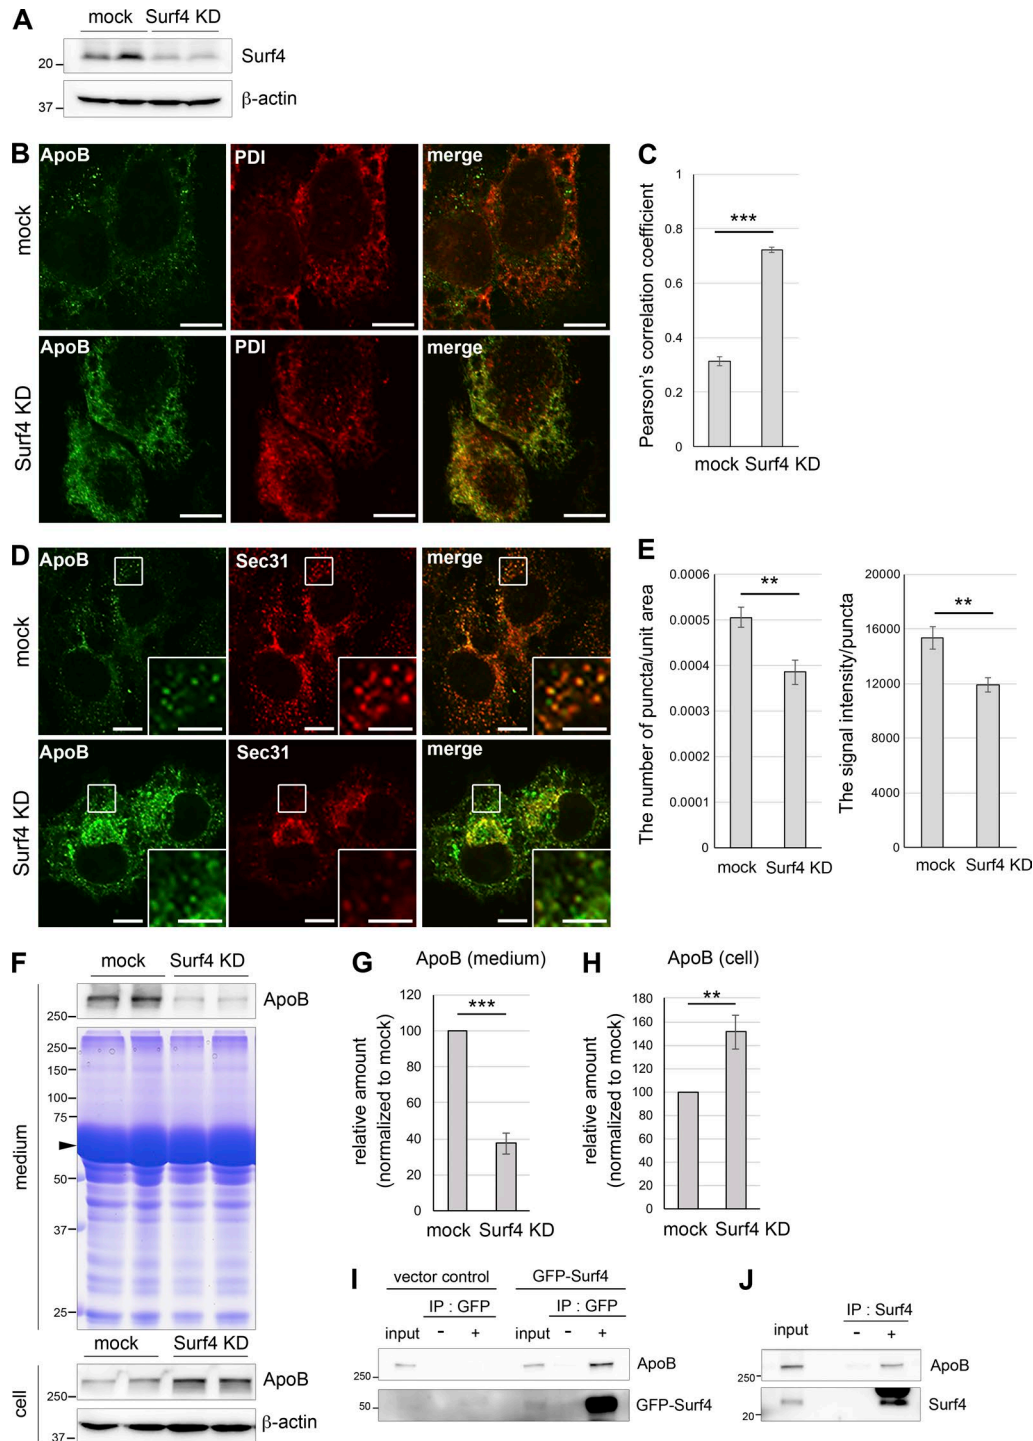 A
mock Surf4 KD
20
Surf4
37
β-actin
B
ApoB
PDI
merge
mock
ApoB
PDI
merge
Surf4 KD
C
Pearson's correlation coefficient
1
0.8
0.6
0.4
0.2
0
***
mock Surf4 KD
D
ApoB
Sec31
merge
mock
ApoB
Sec31
merge
Surf4 KD
E
The number of puncta/unit area
0.0006
0.0005
0.0004
0.0003
0.0002
0.0001
0
**
mock Surf4 KD
The signal intensity/puncta
20000
16000
12000
8000
4000
0
**
mock Surf4 KD
F
mock Surf4 KD
medium
250
ApoB
250
150
100
75
50
37
25
mock Surf4 KD
cell
250
ApoB
37
β-actin
G
ApoB (medium)
relative amount
(normalized to mock)
120
100
80
60
40
20
0
***
mock Surf4 KD
H
ApoB (cell)
relative amount
(normalized to mock)
180
160
140
120
100
80
60
40
20
0
**
mock Surf4 KD
I
vector control GFP-Surf4
IP : GFP IP : GFP
input - + input - +
250
ApoB
50
GFP-Surf4
J
IP : Surf4
input - +
250
ApoB
20
Surf4